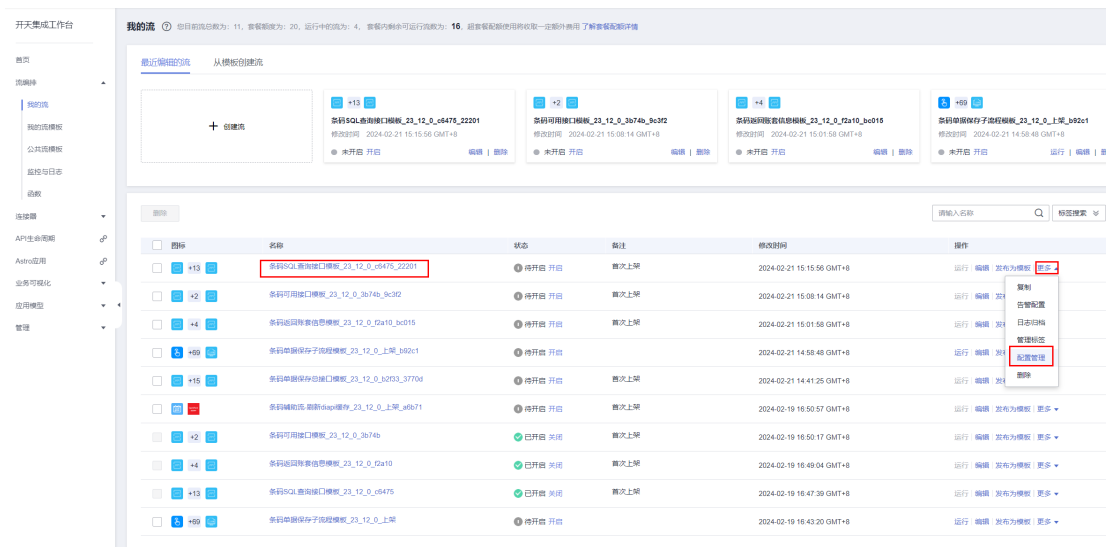 开天集成工作台
首页
流编排
我的流
我的流模板
公共流模板
监控与日志
函数
连接器
API生命周期
Astro应用
业务可视化
应用模型
管理
我的流 ? 您目前流总数为: 11, 套餐额度为: 20, 运行中的流为: 4, 套餐内剩余可运行流数为: 16, 超套餐配额使用将收取一定额外费用 了解套餐配额详情
最近编辑的流 从模板创建流
+ 创建流
+13
条码SQL查询接口模板_23_12_0_c6475_22201
修改时间 2024-02-21 15:15:56 GMT+8
未开启 开启 编辑 | 删除
+2
条码可用接口模板_23_12_0_3b74b_9c3f2
修改时间 2024-02-21 15:08:14 GMT+8
未开启 开启 编辑 | 删除
+4
条码返回账套信息模板_23_12_0_f2a10_bc015
修改时间 2024-02-21 15:01:58 GMT+8
未开启 开启 编辑 | 删除
+69
条码单据保存子流程模板_23_12_0_上架_b92c1
修改时间 2024-02-21 14:58:48 GMT+8
未开启 开启 运行 | 编辑 |
删除 请输入名称 标签搜索
图标 名称 状态 备注 修改时间 操作
+13 条码SQL查询接口模板_23_12_0_c6475_22201 待开启 开启 首次上架 2024-02-21 15:15:56 GMT+8 运行 编辑 发布为模板 更多
+2 条码可用接口模板_23_12_0_3b74b_9c3f2 待开启 开启 首次上架 2024-02-21 15:08:14 GMT+8 运行 编辑
+4 条码返回账套信息模板_23_12_0_f2a10_bc015 待开启 开启 首次上架 2024-02-21 15:01:58 GMT+8 运行 编辑
+69 条码单据保存子流程模板_23_12_0_上架_b92c1 待开启 开启 2024-02-21 14:58:48 GMT+8 运行 编辑
+15 条码单据保存总接口模板_23_12_0_b2f33_3770d 待开启 开启 首次上架 2024-02-21 14:41:25 GMT+8 运行 编辑
复制
告警配置
日志归档
管理标签
配置管理
删除
条码辅助流-刷新diapi缓存_23_12_0_上架_a6b71 待开启 开启 首次上架 2024-02-19 16:50:57 GMT+8 运行 编辑 发布为模板 更多
+2 条码可用接口模板_23_12_0_3b74b 已开启 关闭 首次上架 2024-02-19 16:50:17 GMT+8 运行 编辑 发布为模板 更多
+4 条码返回账套信息模板_23_12_0_f2a10 已开启 关闭 首次上架 2024-02-19 16:49:04 GMT+8 运行 编辑 发布为模板 更多
+13 条码SQL查询接口模板_23_12_0_c6475 已开启 关闭 首次上架 2024-02-19 16:47:39 GMT+8 运行 编辑 发布为模板 更多
+69 条码单据保存子流程模板_23_12_0_上架 待开启 开启 2024-02-19 16:43:20 GMT+8 运行 编辑 发布为模板 更多